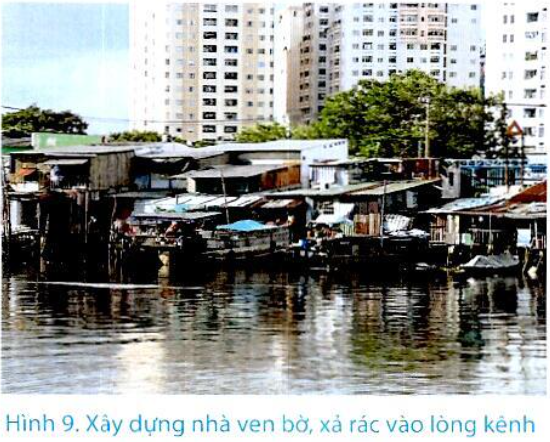 Hình 9. Xây dựng nhà ven bờ, xả rác vào lòng kênh